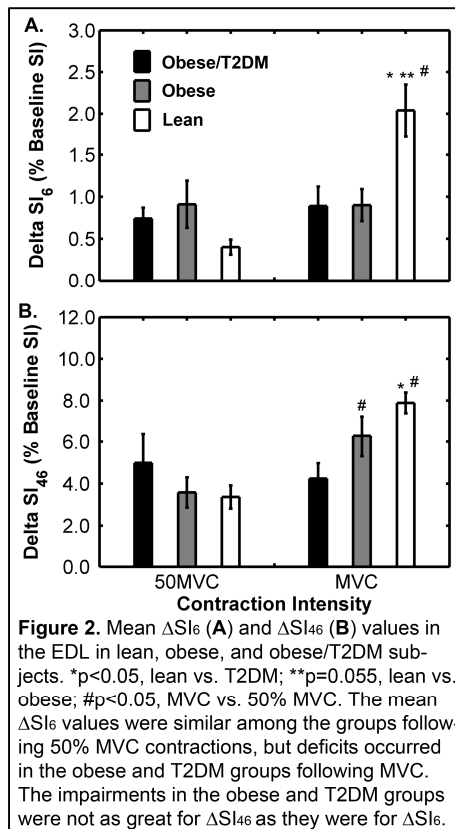 A.
3.0
2.5
2.0
1.5
1.0
0.5
0.0
Delta SI6 (% Baseline SI)
Obese/T2DM
Obese
Lean
* ** #
B.
12.0
10.0
8.0
6.0
4.0
2.0
0.0
Delta SI46 (% Baseline SI)
#
* #
50MVC MVC
Contraction Intensity
Figure 2. Mean ΔSI6 (A) and ΔSI46 (B) values in
the EDL in lean, obese, and obese/T2DM sub-
jects. *p<0.05, lean vs. T2DM; **p=0.055, lean vs.
obese; #p<0.05, MVC vs. 50% MVC. The mean
ΔSI6 values were similar among the groups follow-
ing 50% MVC contractions, but deficits occurred
in the obese and T2DM groups following MVC.
The impairments in the obese and T2DM groups
were not as great for ΔSI46 as they were for ΔSI6.